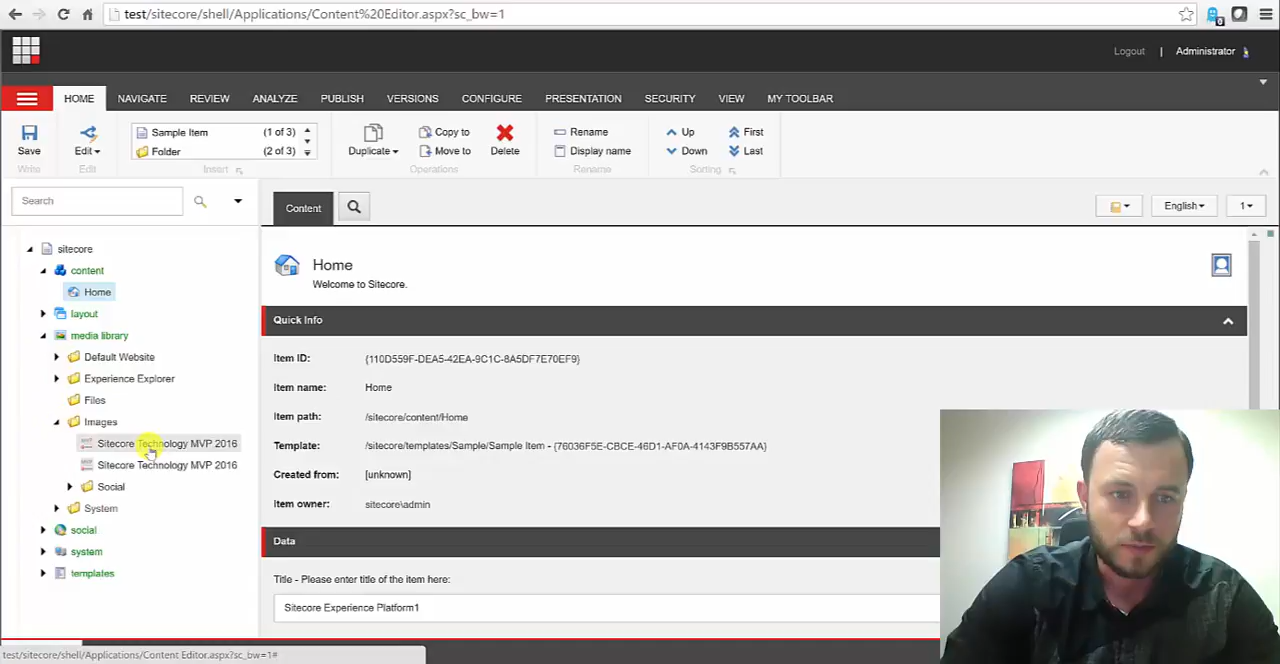 test/sitecore/shell/Applications/Content%20Editor.aspx?sc_bw=1
0
Logout | Administrator
HOME NAVIGATE REVIEW ANALYZE PUBLISH VERSIONS CONFIGURE PRESENTATION SECURITY VIEW MY TOOLBAR
Sample Item (1 of 3)
Folder (2 of 3)
Save
Edit
Duplicate
Copy to
Move to
Delete
Rename
Display name
Up
Down
First
Last
Write Edit Insert Operations Rename Sorting
Search
Content
English
1
sitecore
content
Home
layout
media library
Default Website
Experience Explorer
Files
Images
Sitecore Technology MVP 2016
Sitecore Technology MVP 2016
Social
System
social
system
templates
Home
Welcome to Sitecore.
Quick Info
Item ID: {110D559F-DEA5-42EA-9C1C-8A5DF7E70EF9}
Item name: Home
Item path: /sitecore/content/Home
Template: /sitecore/templates/Sample/Sample Item - {76036F5E-CBCE-46D1-AF0A-4143F9B557AA}
Created from: [unknown]
Item owner: sitecore\admin
Data
Title - Please enter title of the item here:
Sitecore Experience Platform1
test/sitecore/shell/Applications/Content Editor.aspx?sc_bw=1#